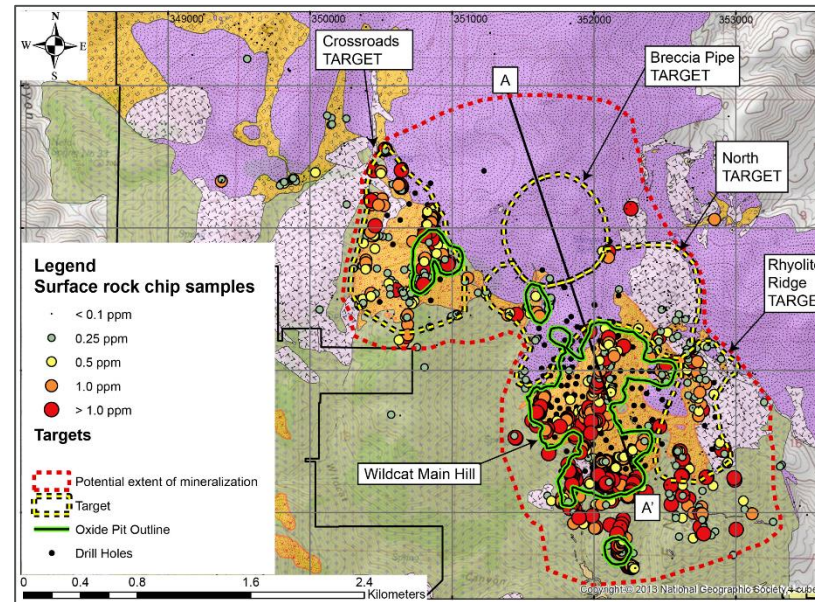 349000
350000
351000
352000
353000
N
W E
S
Crossroads
TARGET
A
Breccia Pipe
TARGET
North
TARGET
Rhyolite
Ridge
TARGE
Legend
Surface rock chip samples
< 0.1 ppm
0.25 ppm
0.5 ppm
1.0 ppm
> 1.0 ppm
Targets
Potential extent of mineralization
Target
Oxide Pit Outline
Drill Holes
Wildcat Main Hill
A'
Canyon
0 0.4 0.8 1.6 2.4
Kilometers
Copyright:© 2013 National Geographic Society, i-cube